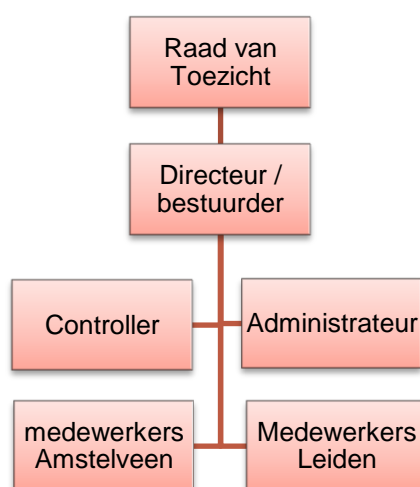 Raad van
Toezicht
Directeur /
bestuurder
Controller
Administrateur
medewerkers
Amstelveen
Medewerkers
Leiden